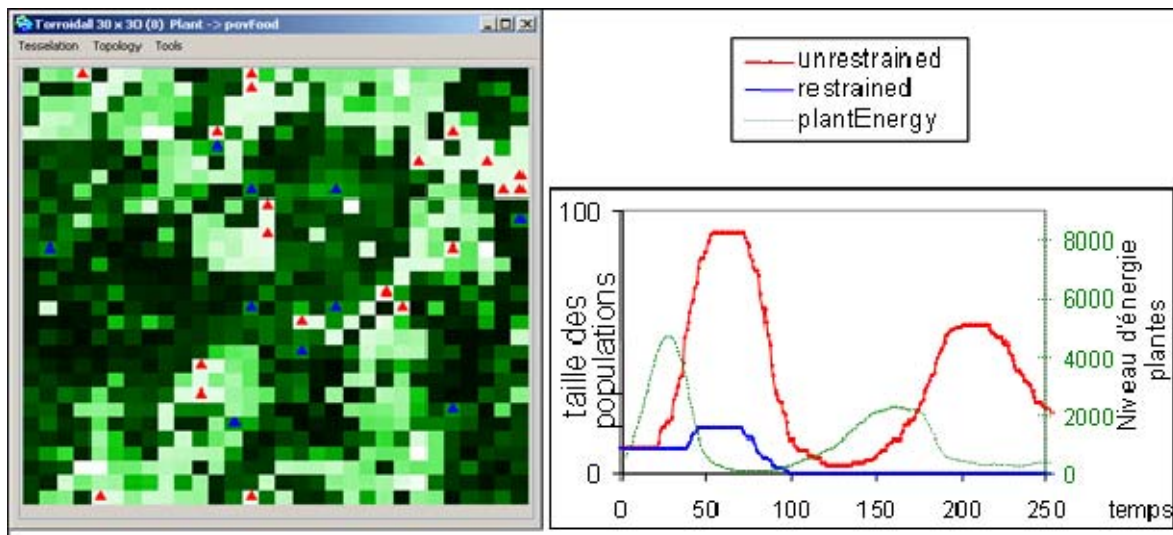 Torroidal 30 x 30 (8) Plant -> povFood
Tesselation Topology Tools
unrestrained
restrained
plantEnergy
taille des
populations
100
0
8000
6000
4000
2000
0
Niveau d'énergie
plantes
0 50 100 150 200 250 temps